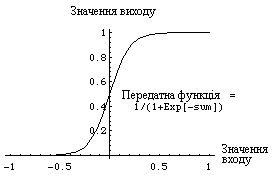 Значення виходу
1
0.8
0.6
Передатна функція =
1/(1+Exp[-sum])
0.4
0.2
Значення
входу
-1
-0.5
0.5
1